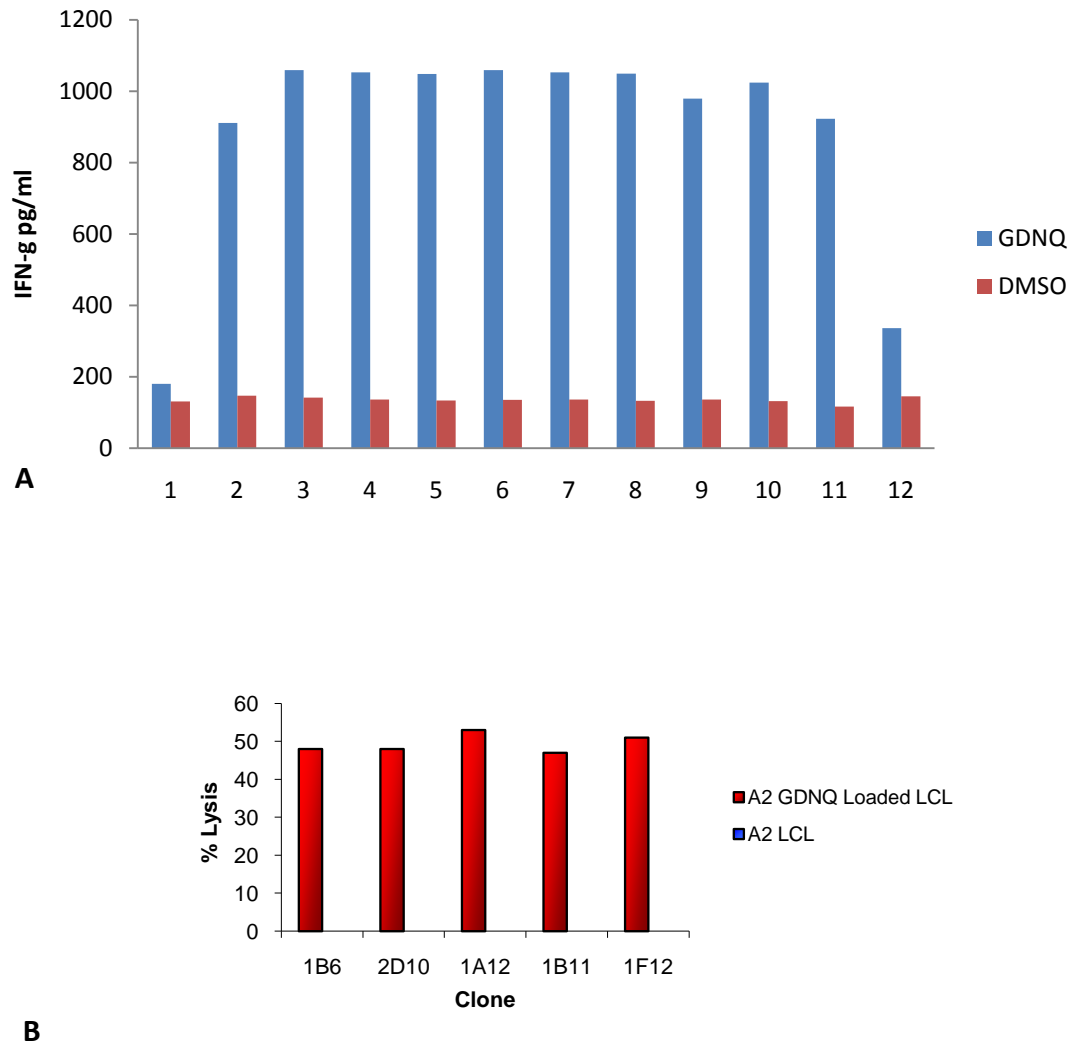 1200
1000
800
600
400
200
0
IFN-g pg/ml
1 2 3 4 5 6 7 8 9 10 11 12
GDNQ
DMSO
A
60
50
40
30
20
10
0
% Lysis
1B6 2D10 1A12 1B11 1F12
Clone
A2 GDNQ Loaded LCL
A2 LCL
B